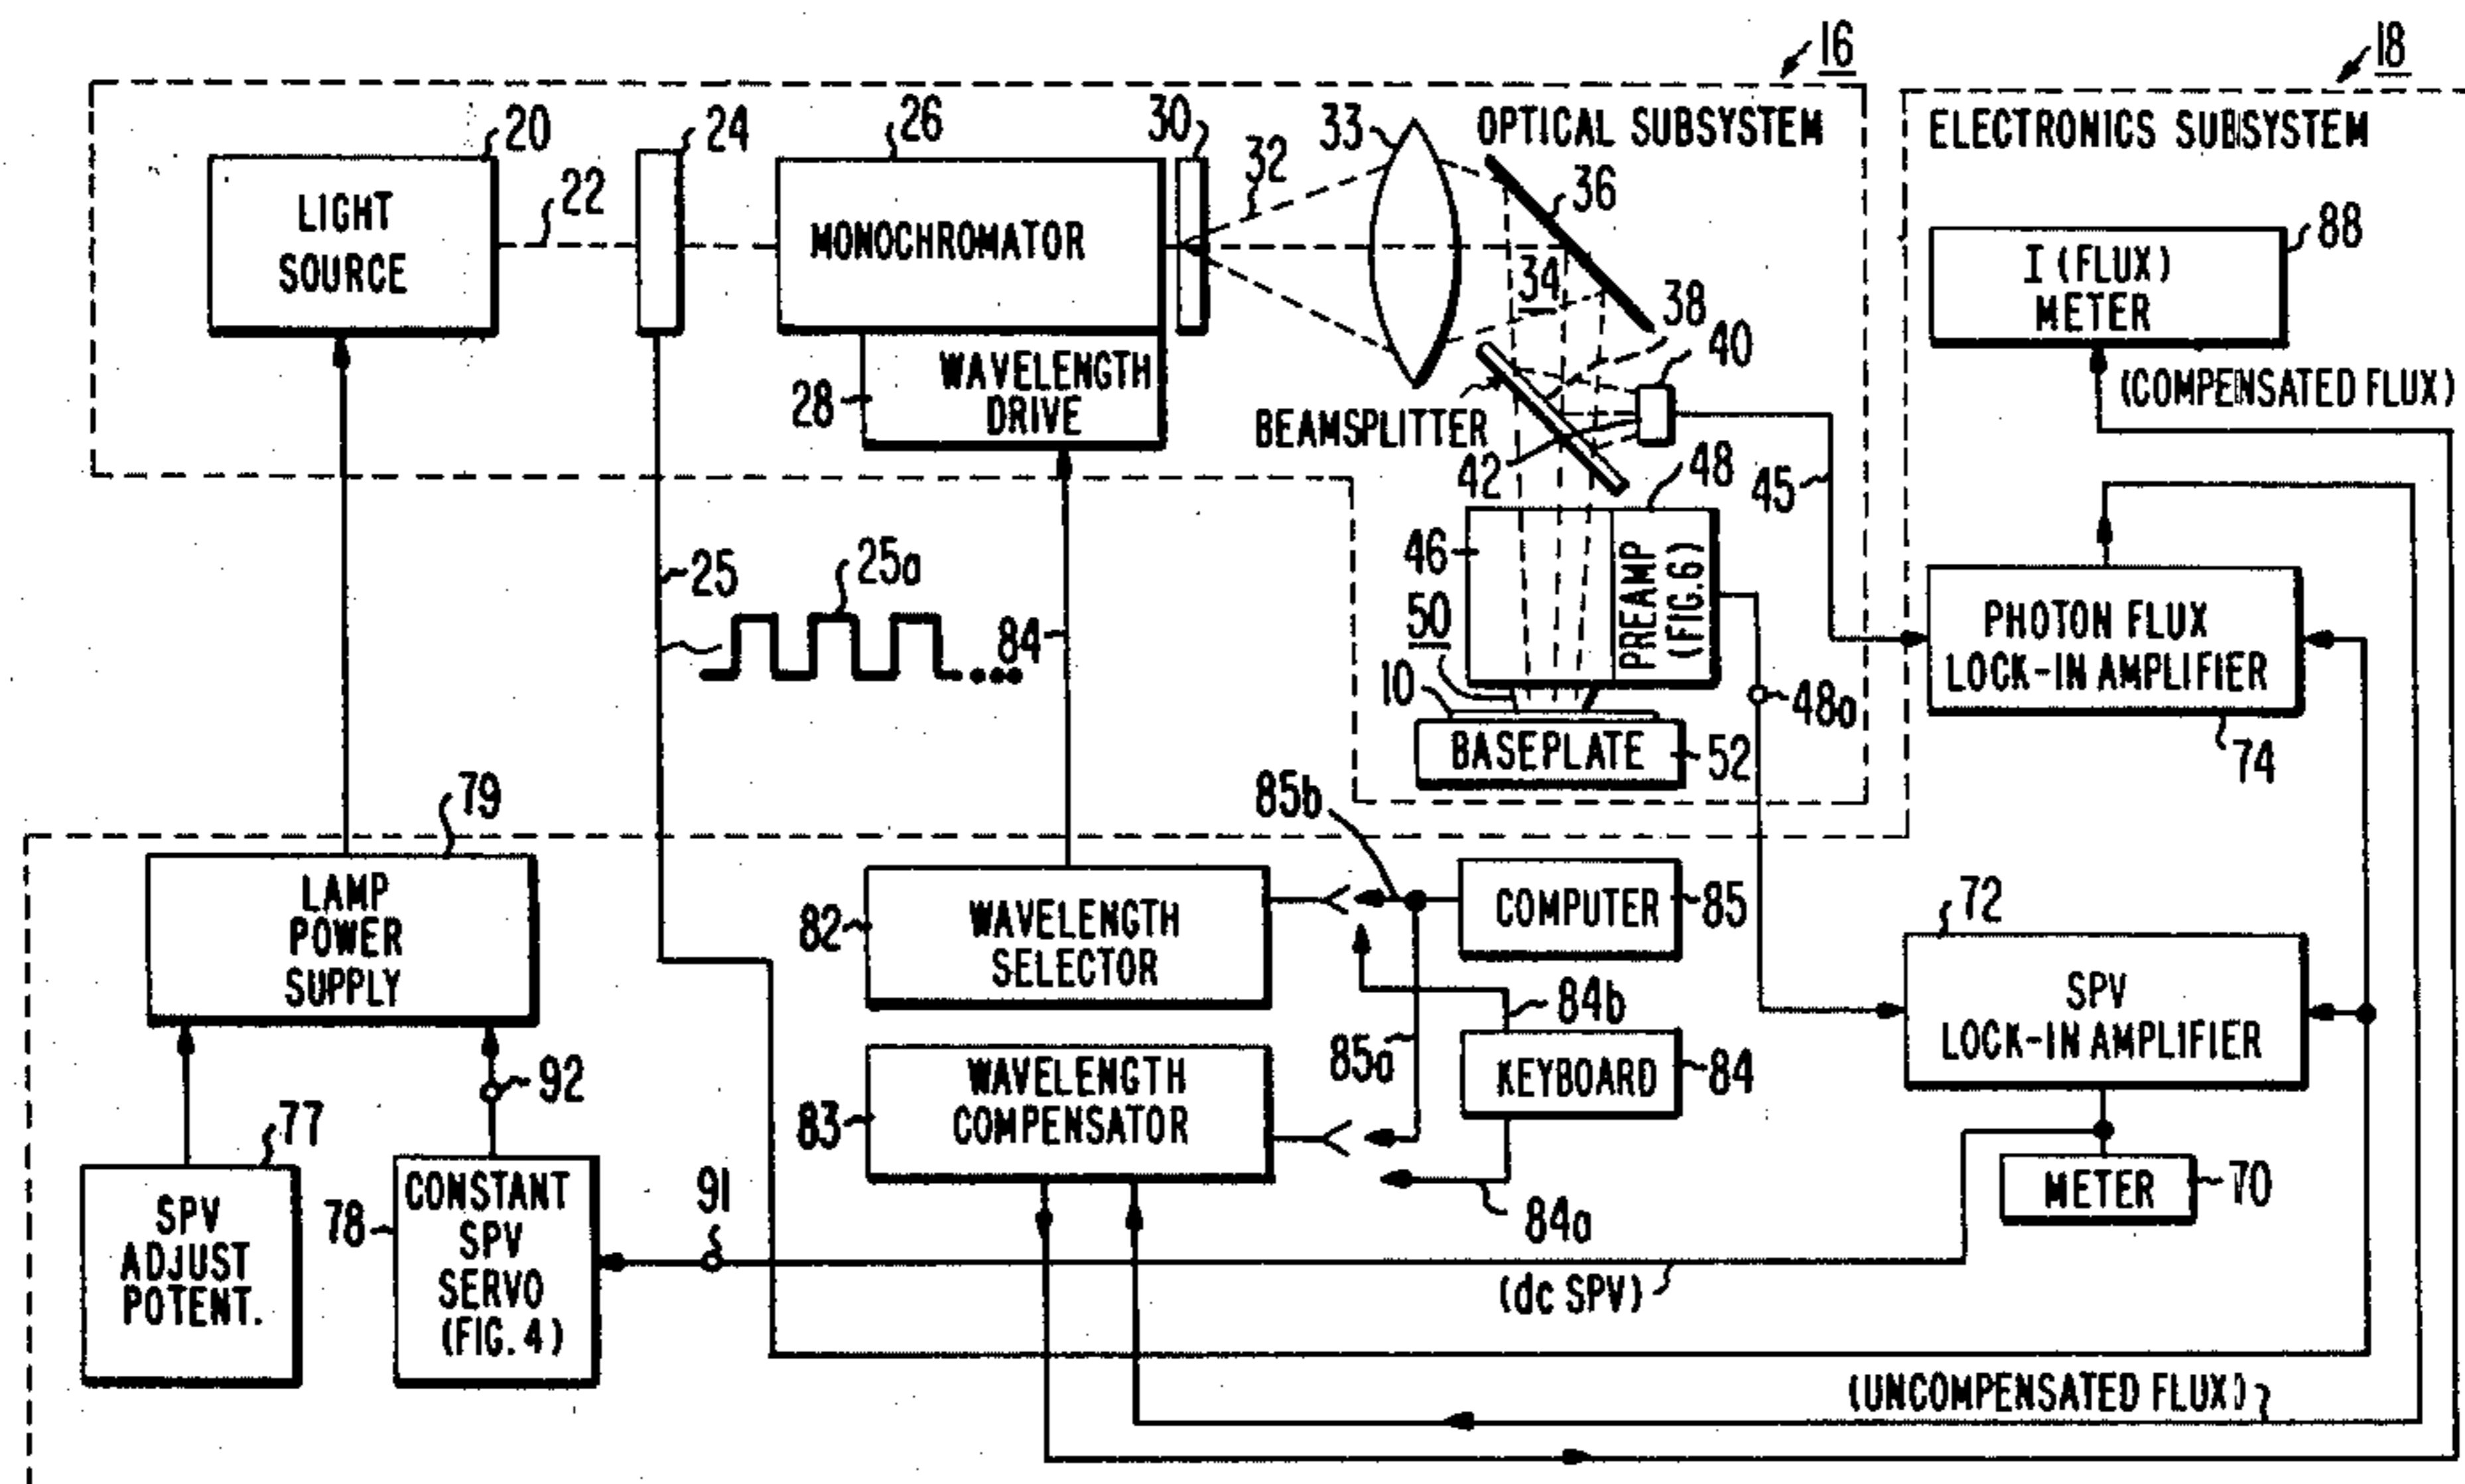 16
18
OPTICAL SUBSYSTEM
ELECTRONICS SUBSYSTEM
20
24
26
30
33
32
36
22
LIGHT
SOURCE
MONOCHROMATOR
34
38
40
88
I (FLUX)
METER
28
WAVELENGTH
DRIVE
BEAMSPLITTER
42
48
45
(COMPENSATED FLUX)
25
25a
84
46
PREAMP
(FIG.6)
50
10
48a
BASEPLATE
52
PHOTON FLUX
LOCK-IN AMPLIFIER
74
79
LAMP
POWER
SUPPLY
85b
82
WAVELENGTH
SELECTOR
COMPUTER
85
72
SPV
LOCK-IN AMPLIFIER
84b
85a
KEYBOARD
84
92
83
WAVELENGTH
COMPENSATOR
77
SPV
ADJUST
POTENT.
78
CONSTANT
SPV
SERVO
(FIG. 4)
91
84a
METER
70
(dc SPV)
(UNCOMPENSATED FLUX)